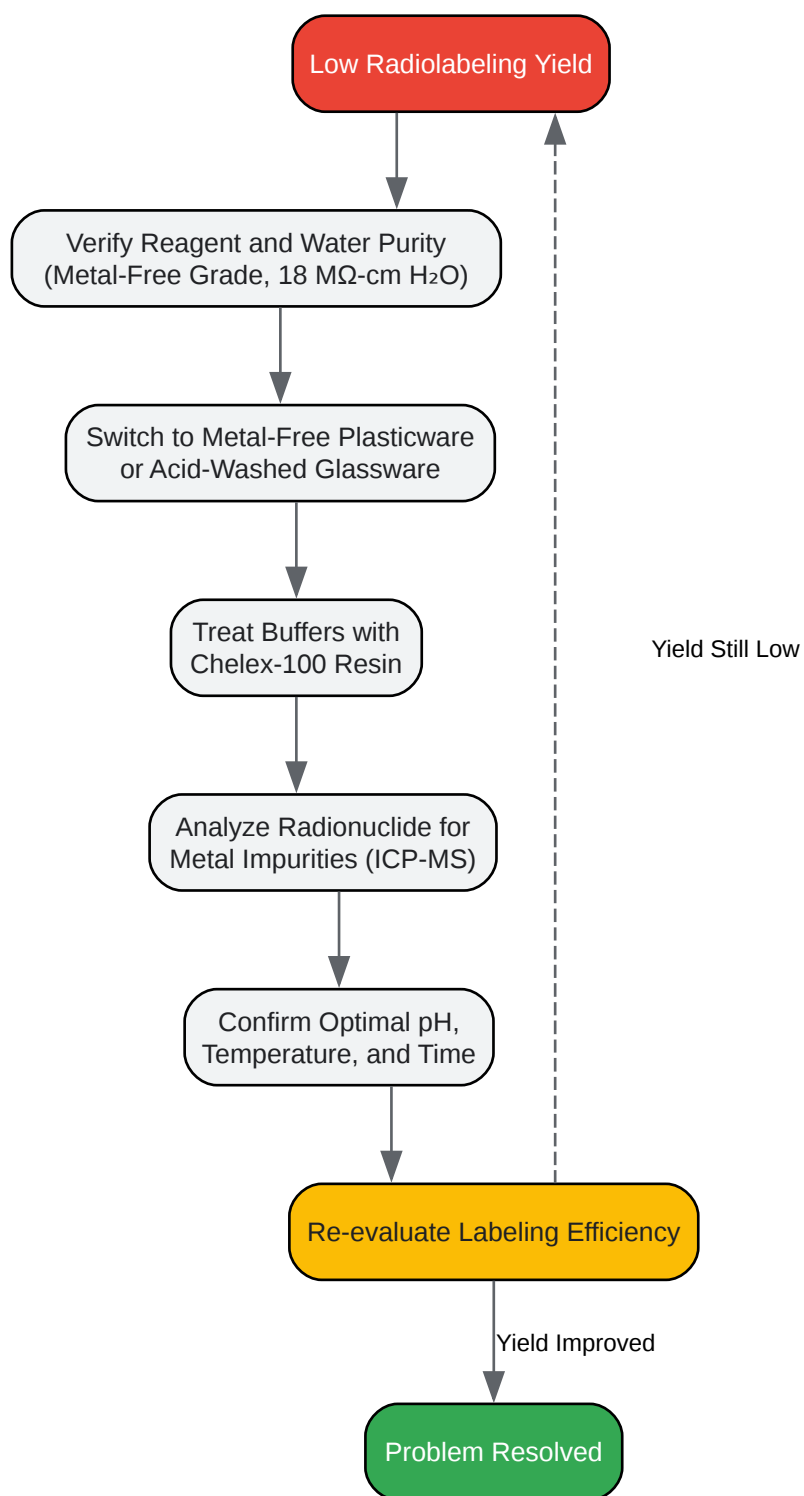 Low Radiolabeling Yield
Verify Reagent and Water Purity
(Metal-Free Grade, 18 MΩ-cm H₂O)
Switch to Metal-Free Plasticware
or Acid-Washed Glassware
Treat Buffers with
Chelex-100 Resin
Yield Still Low
Analyze Radionuclide for
Metal Impurities (ICP-MS)
Confirm Optimal pH,
Temperature, and Time
Re-evaluate Labeling Efficiency
Yield Improved
Problem Resolved